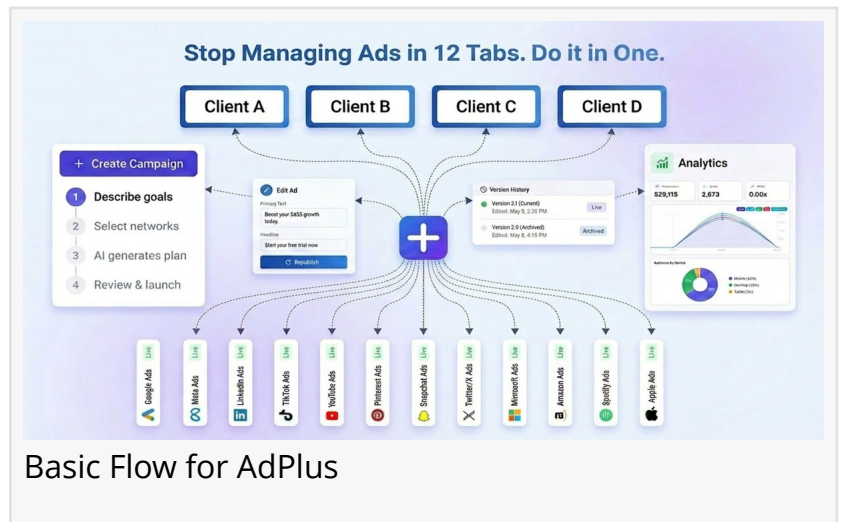 Stop Managing Ads in 12 Tabs. Do it in One.
Client A
Client B
Client C
Client D
+ Create Campaign
1 Describe goals
2 Select networks
3 AI generates plan
4 Review & launch
Edit Ad
Primary Text
Boost your SaSS growth
today.
Headline
Start your free trial now
Republish
Version History
Version 2.1 (Current)
Edited: May 9, 2:30 PM
Live
Version 2.0 (Archived)
Edited: May 8, 4:15 PM
Archived
Analytics
529,115
2,673
0.00x
Audience by Device
Google Ads Live
Meta Ads Live
LinkedIn Ads Live
TikTok Ads Live
YouTube Ads Live
Pinterest Ads Live
Snapchat Ads Live
Twitter/X Ads Live
Microsoft Ads Live
Amazon Ads Live
Spotify Ads Live
Apple Ads Live
Basic Flow for AdPlus